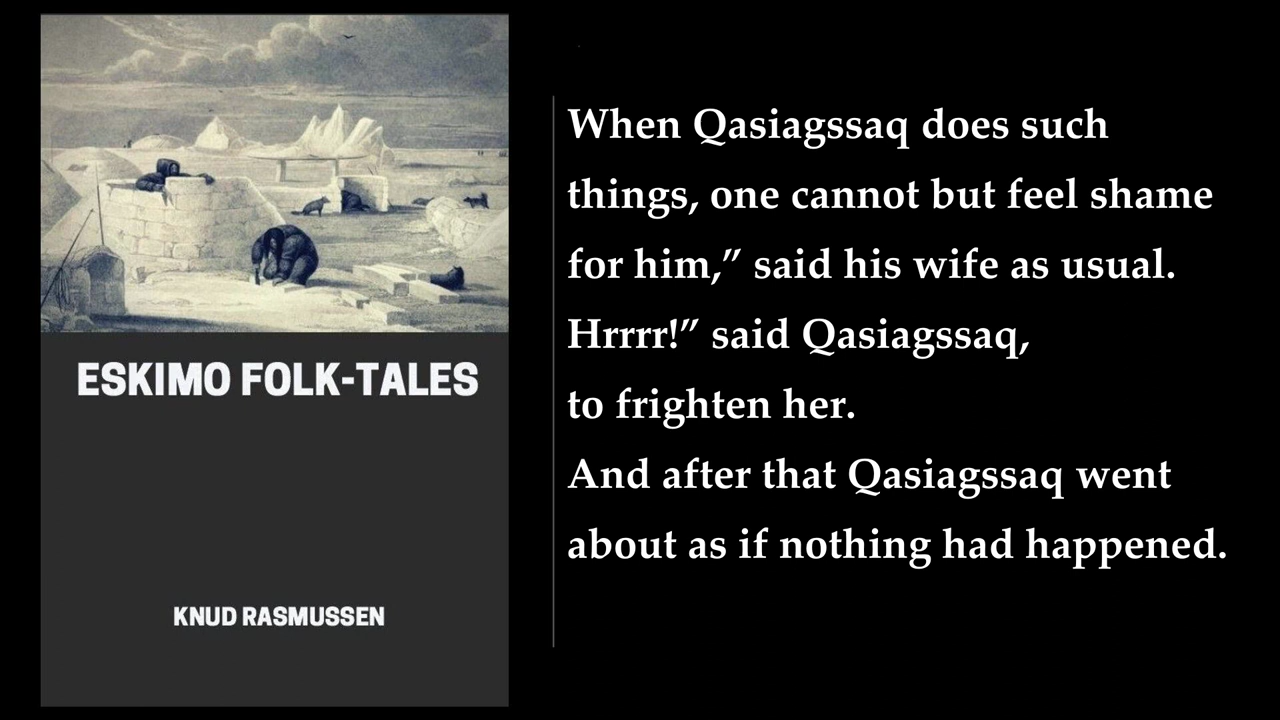 ESKIMO FOLK-TALES
KNUD RASMUSSEN
When Qasiagssaq does such
things, one cannot but feel shame
for him,” said his wife as usual.
Hrrrr!” said Qasiagssaq,
to frighten her.
And after that Qasiagssaq went
about as if nothing had happened.